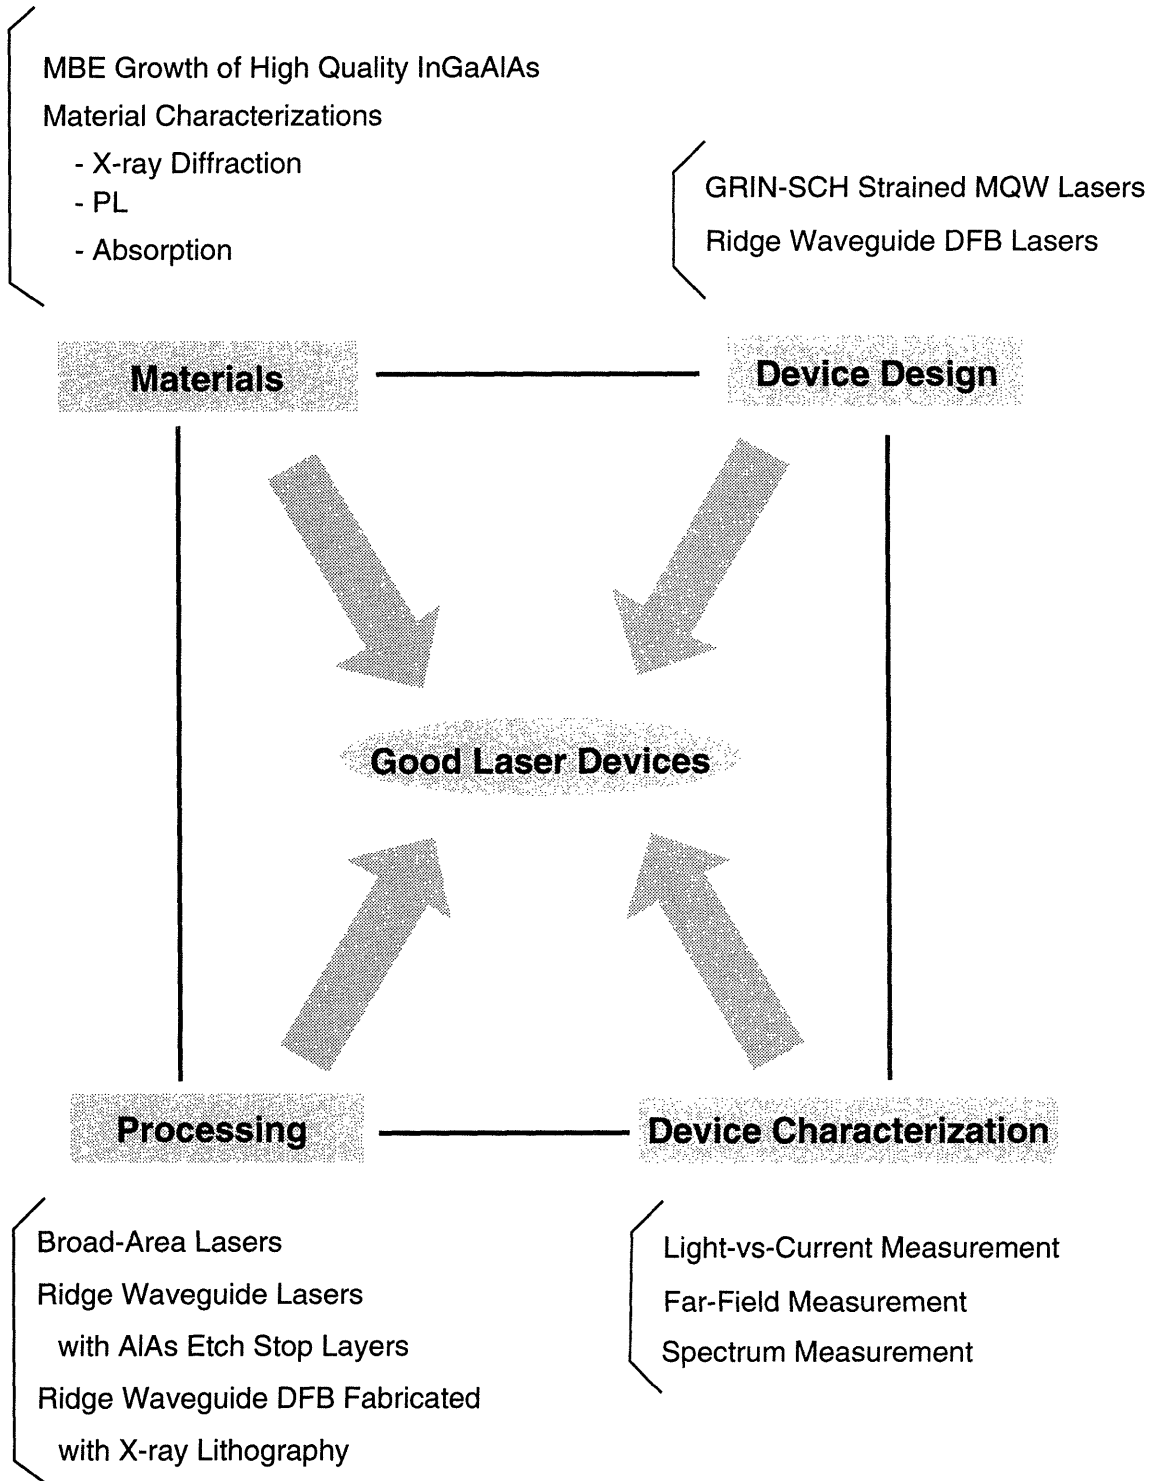 MBE Growth of High Quality InGaAlAs
Material Characterizations
- X-ray Diffraction
- PL
- Absorption
GRIN-SCH Strained MQW Lasers
Ridge Waveguide DFB Lasers
Materials
Device Design
Good Laser Devices
Processing
Device Characterization
Broad-Area Lasers
Ridge Waveguide Lasers
with AlAs Etch Stop Layers
Ridge Waveguide DFB Fabricated
with X-ray Lithography
Light-vs-Current Measurement
Far-Field Measurement
Spectrum Measurement